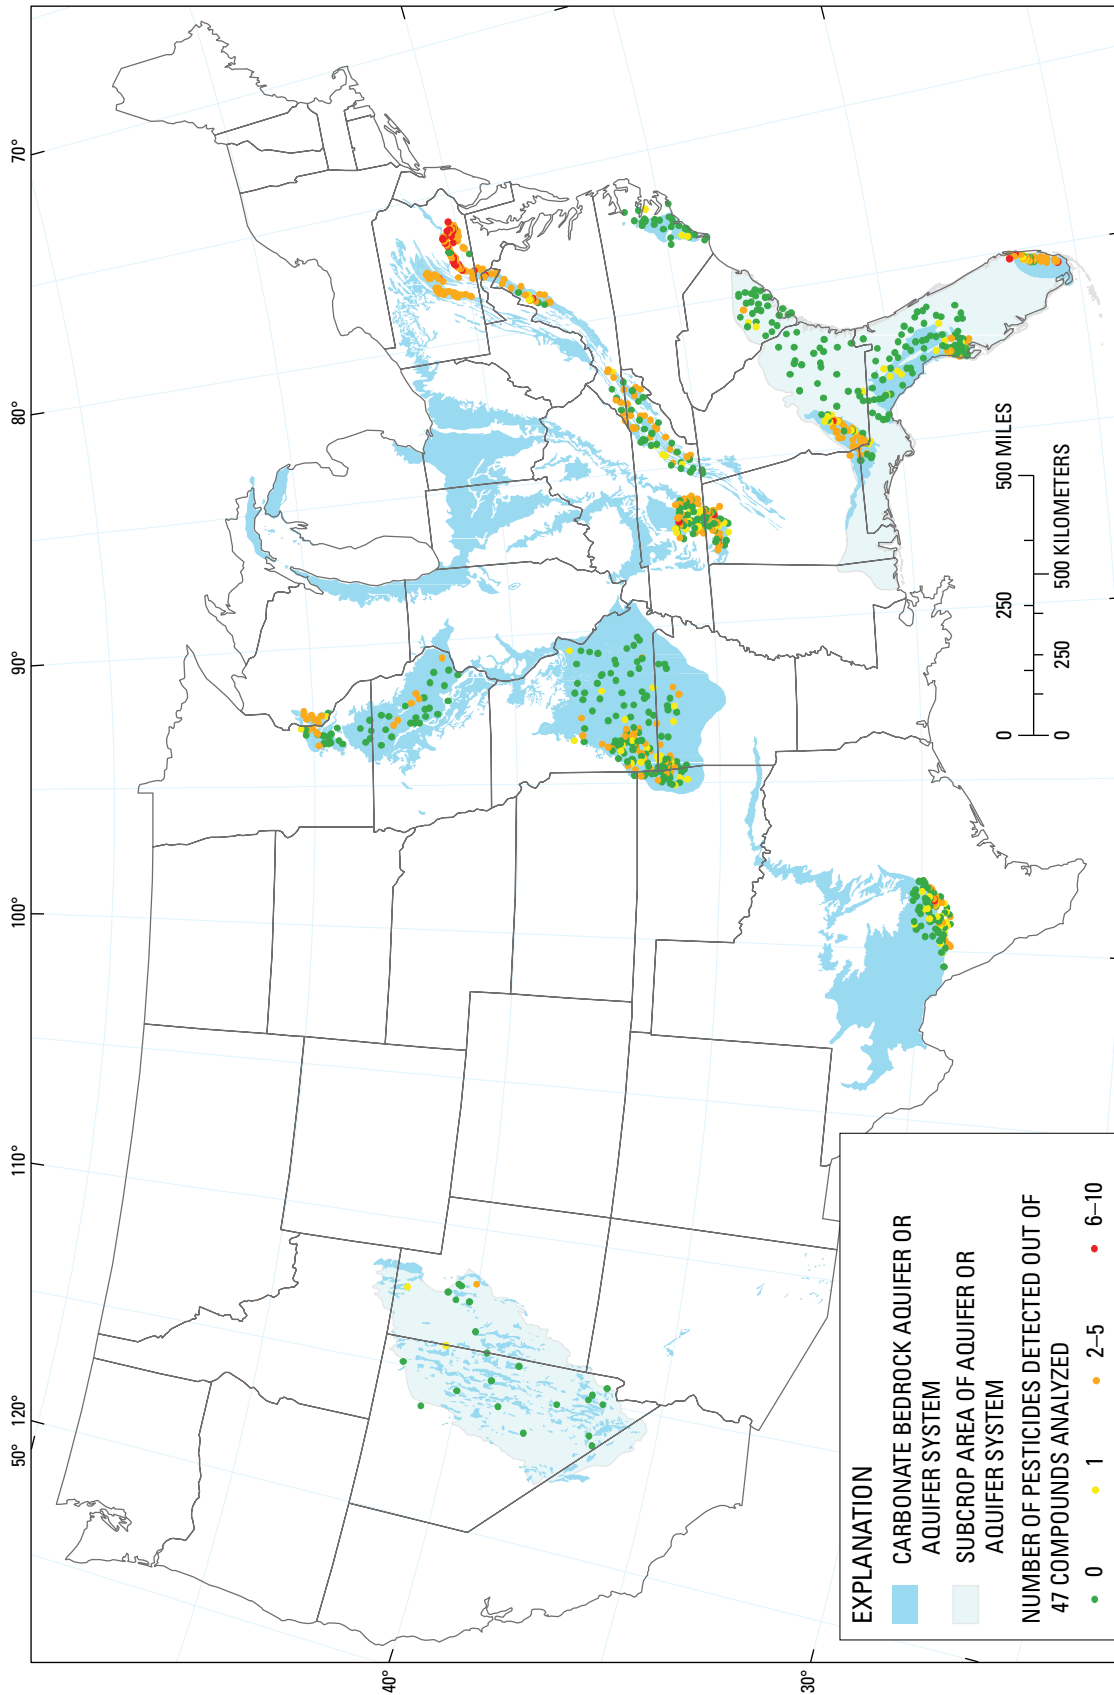 120°
110°
100°
90°
80°
70°
50°
40°
30°
EXPLANATION
CARBONATE BEDROCK AQUIFER OR
AQUIFER SYSTEM
SUBCROP AREA OF AQUIFER OR
AQUIFER SYSTEM
NUMBER OF PESTICIDES DETECTED OUT OF
47 COMPOUNDS ANALYZED
0 1 2–5 6–10
0 250 500 MILES
0 250 500 KILOMETERS